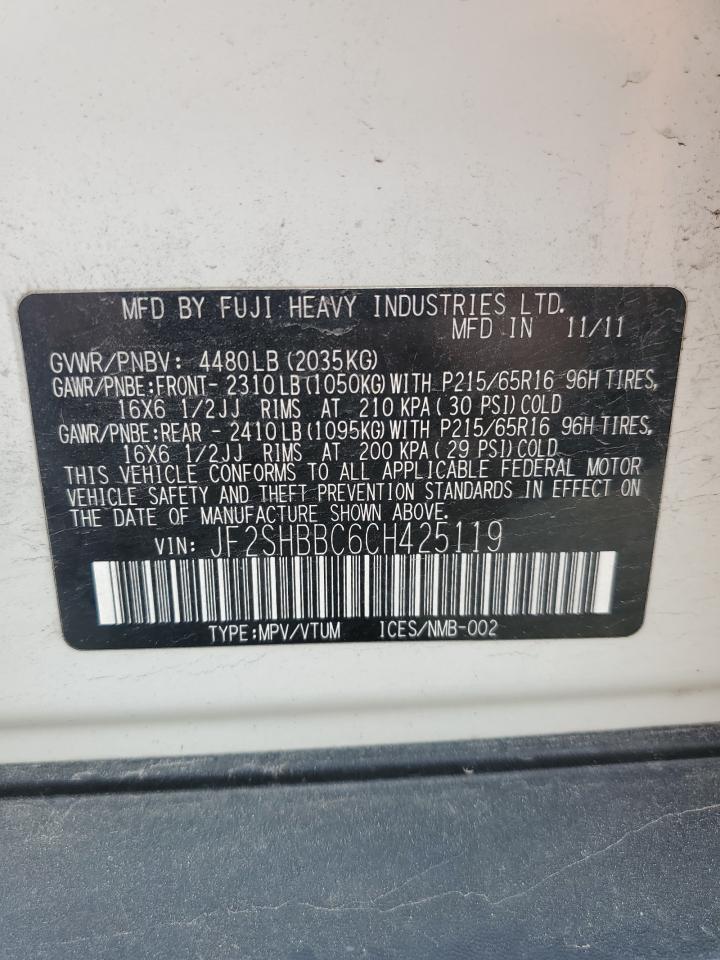 MFD BY FUJI HEAVY INDUSTRIES LTD.
MFD IN 11/11
GVWR/PNBV: 4480LB (2035KG)
GAWR/PNBE:FRONT- 2310LB(1050KG)WITH P215/65R16 96H TIRES,
16X6 1/2JJ RIMS AT 210 KPA( 30 PSI)COLD
GAWR/PNBE:REAR - 2410LB(1095KG)WITH P215/65R16 96H TIRES,
16X6 1/2JJ RIMS AT 200 KPA( 29 PSI)COLD
THIS VEHICLE CONFORMS TO ALL APPLICABLE FEDERAL MOTOR
VEHICLE SAFETY AND THEFT PREVENTION STANDARDS IN EFFECT ON
THE DATE OF MANUFACTURE SHOWN ABOVE.
VIN: JF2SHBBC6CH425119
TYPE:MPV/VTUM ICES/NMB-002